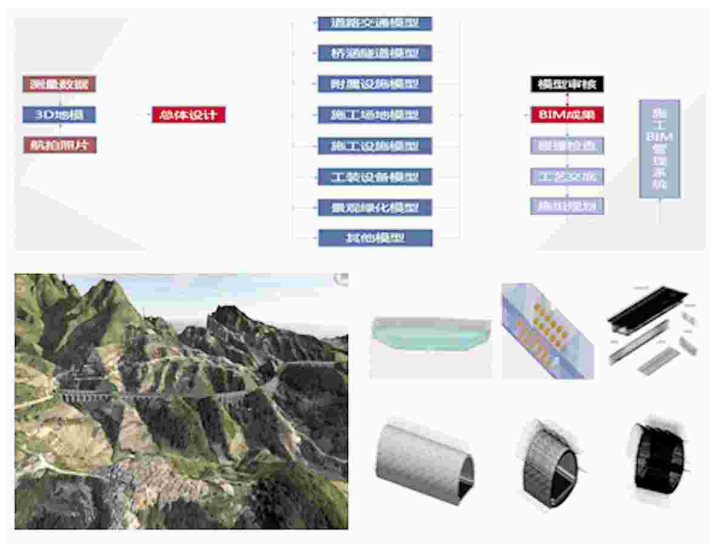 道路交通模型
桥涵隧道模型
测量数据
附属设施模型
模型审核
3D地模
总体设计
施工场地模型
BIM成果
施工BIM管理系统
航拍照片
施工设施模型
碰撞检查
工装设备模型
工艺交底
景观绿化模型
施组规划
其他模型